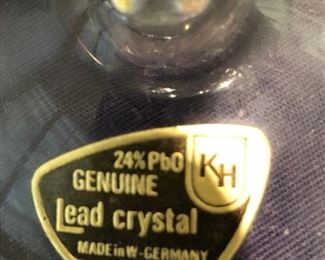 24% PbO
KH
GENUINE
Lead crystal
MADE in W-GERMANY